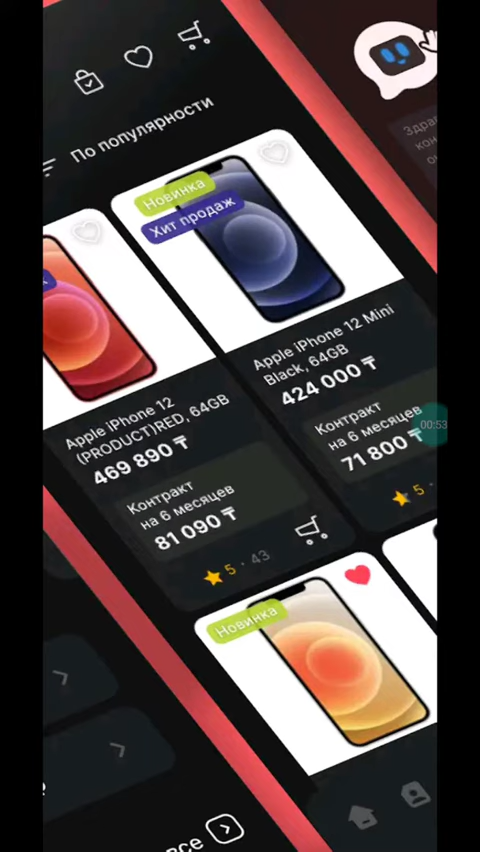 По популярности
Новинка
Хит продаж
Apple iPhone 12
(PRODUCT)RED, 64GB
469 890 ₸
Контракт
на 6 месяцев
81 090 ₸
5 · 43
Apple iPhone 12 Mini
Black, 64GB
424 000 ₸
Контракт
на 6 месяцев
71 800 ₸
5
00:53
Новинка
все